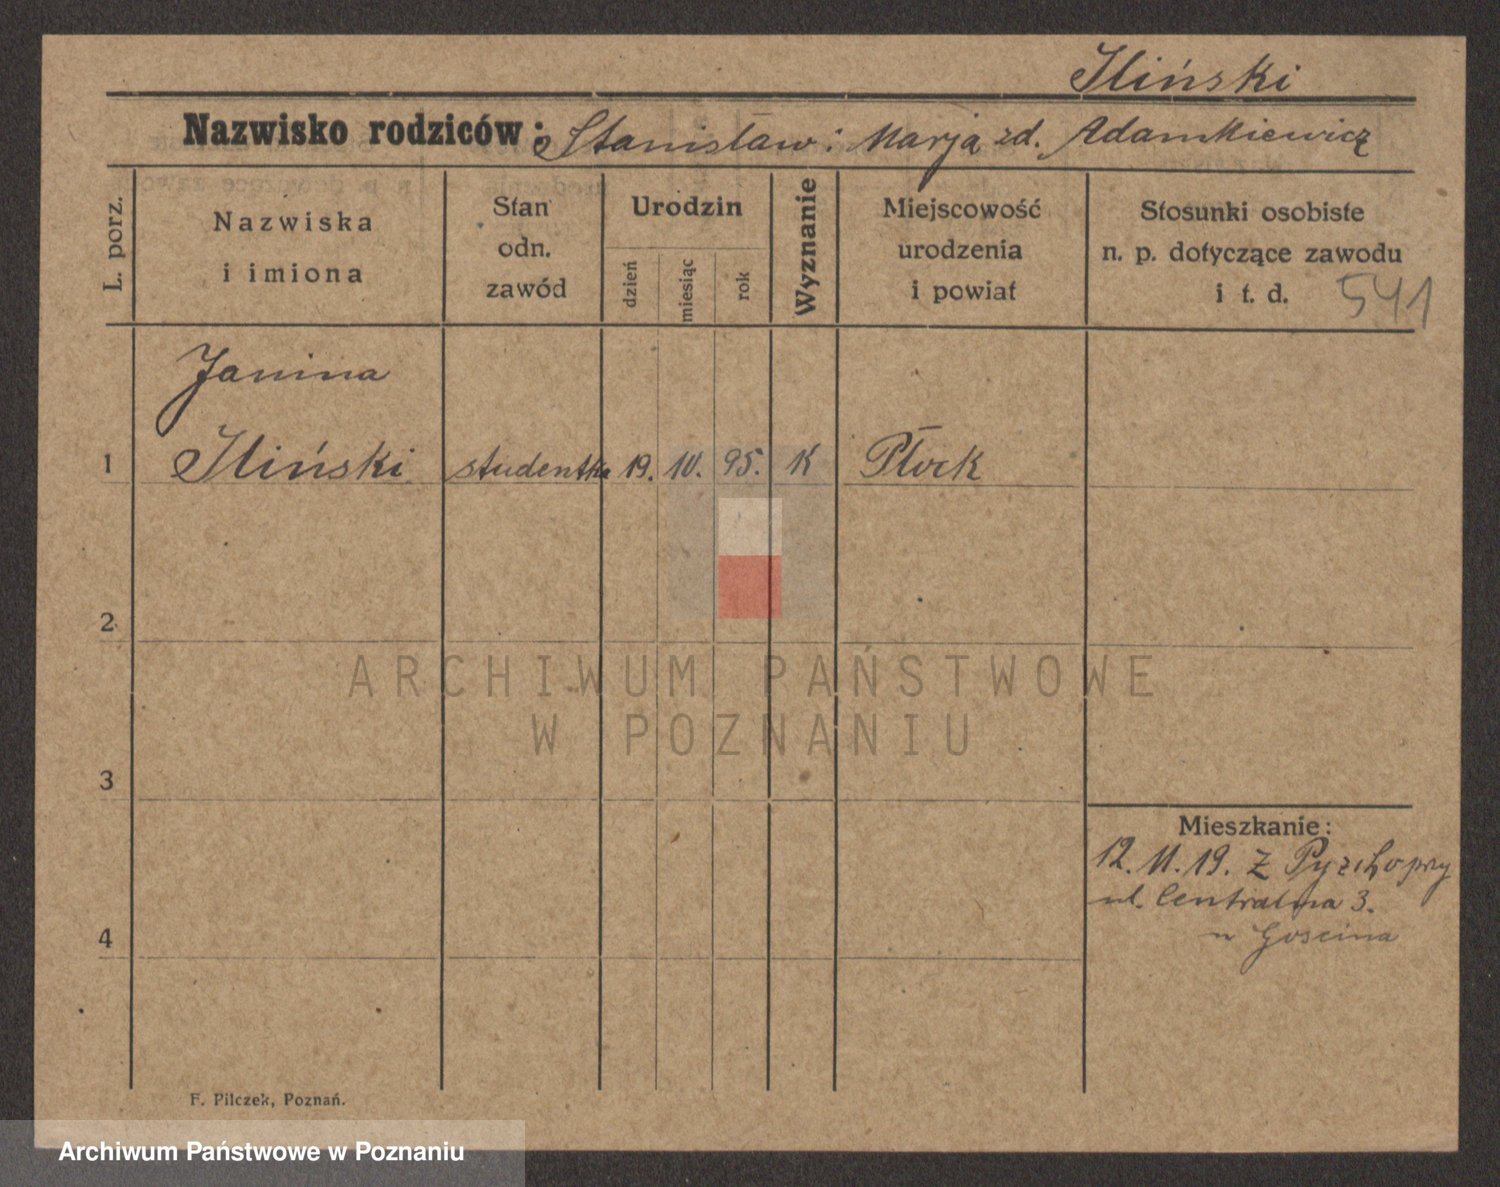 Iliński
Nazwisko rodziców: Stanisław: Marja zd. Adamkiewicz
L. porz.
Nazwiska
i imiona
Stan
odn.
zawód
Urodzin
dzień
miesiąc
rok
Wyznanie
Miejscowość
urodzenia
i powiat
Stosunki osobiste
n. p. dotyczące zawodu
i t. d.
541
Janina
1 Iliński studentka 19. 10. 95. K Płock
2
ARCHIWUM PAŃSTWOWE
W POZNANIU
3
Mieszkanie:
12. 11. 19. Z
ul. Centralna 3.
4
F. Pilczek, Poznań.
Archiwum Państwowe w Poznaniu